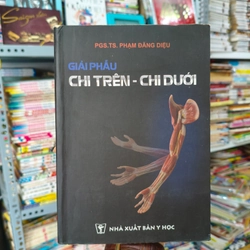 PGS.TS. PHẠM ĐĂNG DIỆU
GIẢI PHẪU
CHI TRÊN - CHI DƯỚI
NHÀ XUẤT BẢN Y HỌC